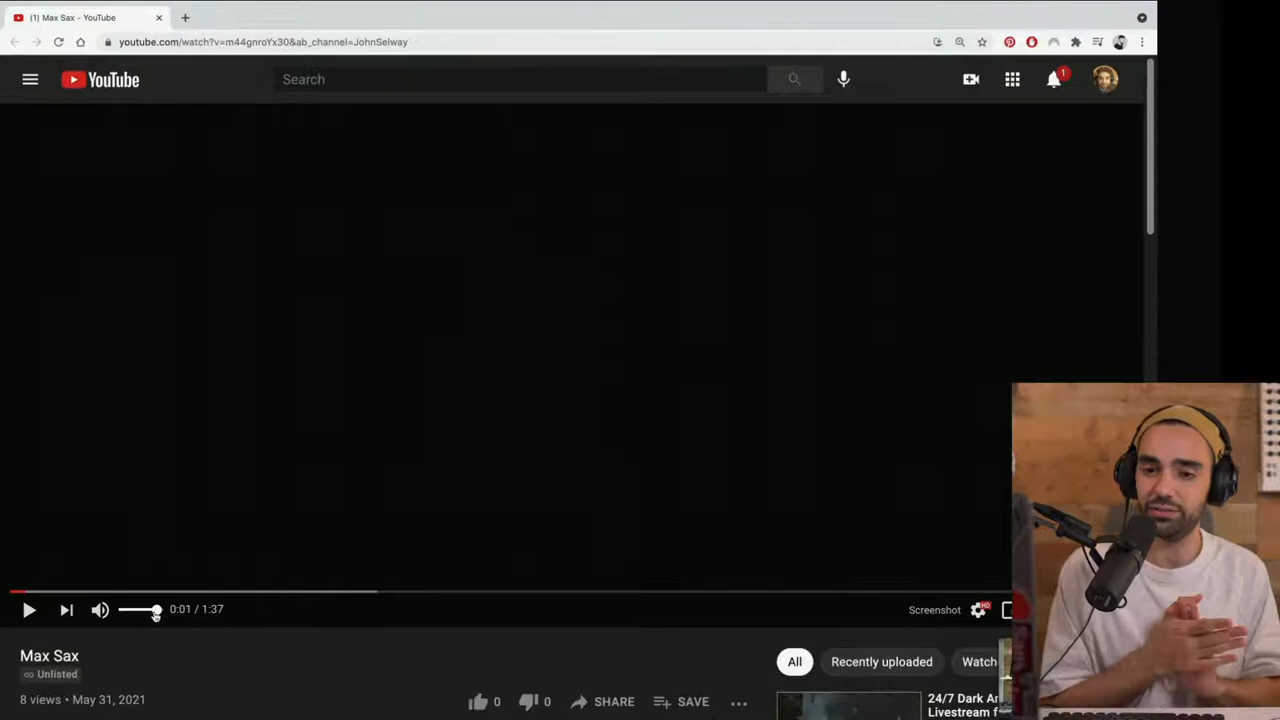 (1) Max Sax - YouTube
youtube.com/watch?v=m44gnroYx30&ab_channel=JohnSelway
YouTube
Search
1
0:01 / 1:37
Screenshot
HD
Max Sax
Unlisted
8 views • May 31, 2021
0
0
SHARE
SAVE
All
Recently uploaded
Watch
24/7 Dark
Livestream